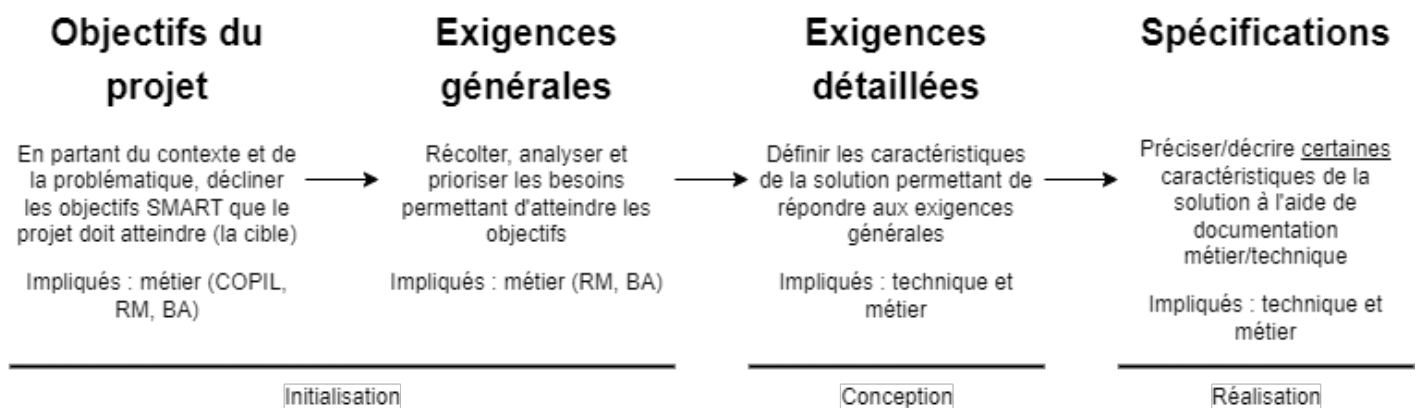 Objectifs du
projet
En partant du contexte et de
la problématique, décliner
les objectifs SMART que le
projet doit atteindre (la cible)
Impliqués : métier (COPIL,
RM, BA)
Exigences
générales
Récolter, analyser et
prioriser les besoins
permettant d'atteindre les
objectifs
Impliqués : métier (RM, BA)
Exigences
détaillées
Définir les caractéristiques
de la solution permettant de
répondre aux exigences
générales
Impliqués : technique et
métier
Spécifications
Préciser/décrire certaines
caractéristiques de la
solution à l'aide de
documentation
métier/technique
Impliqués : technique et
métier
Initialisation
Conception
Réalisation